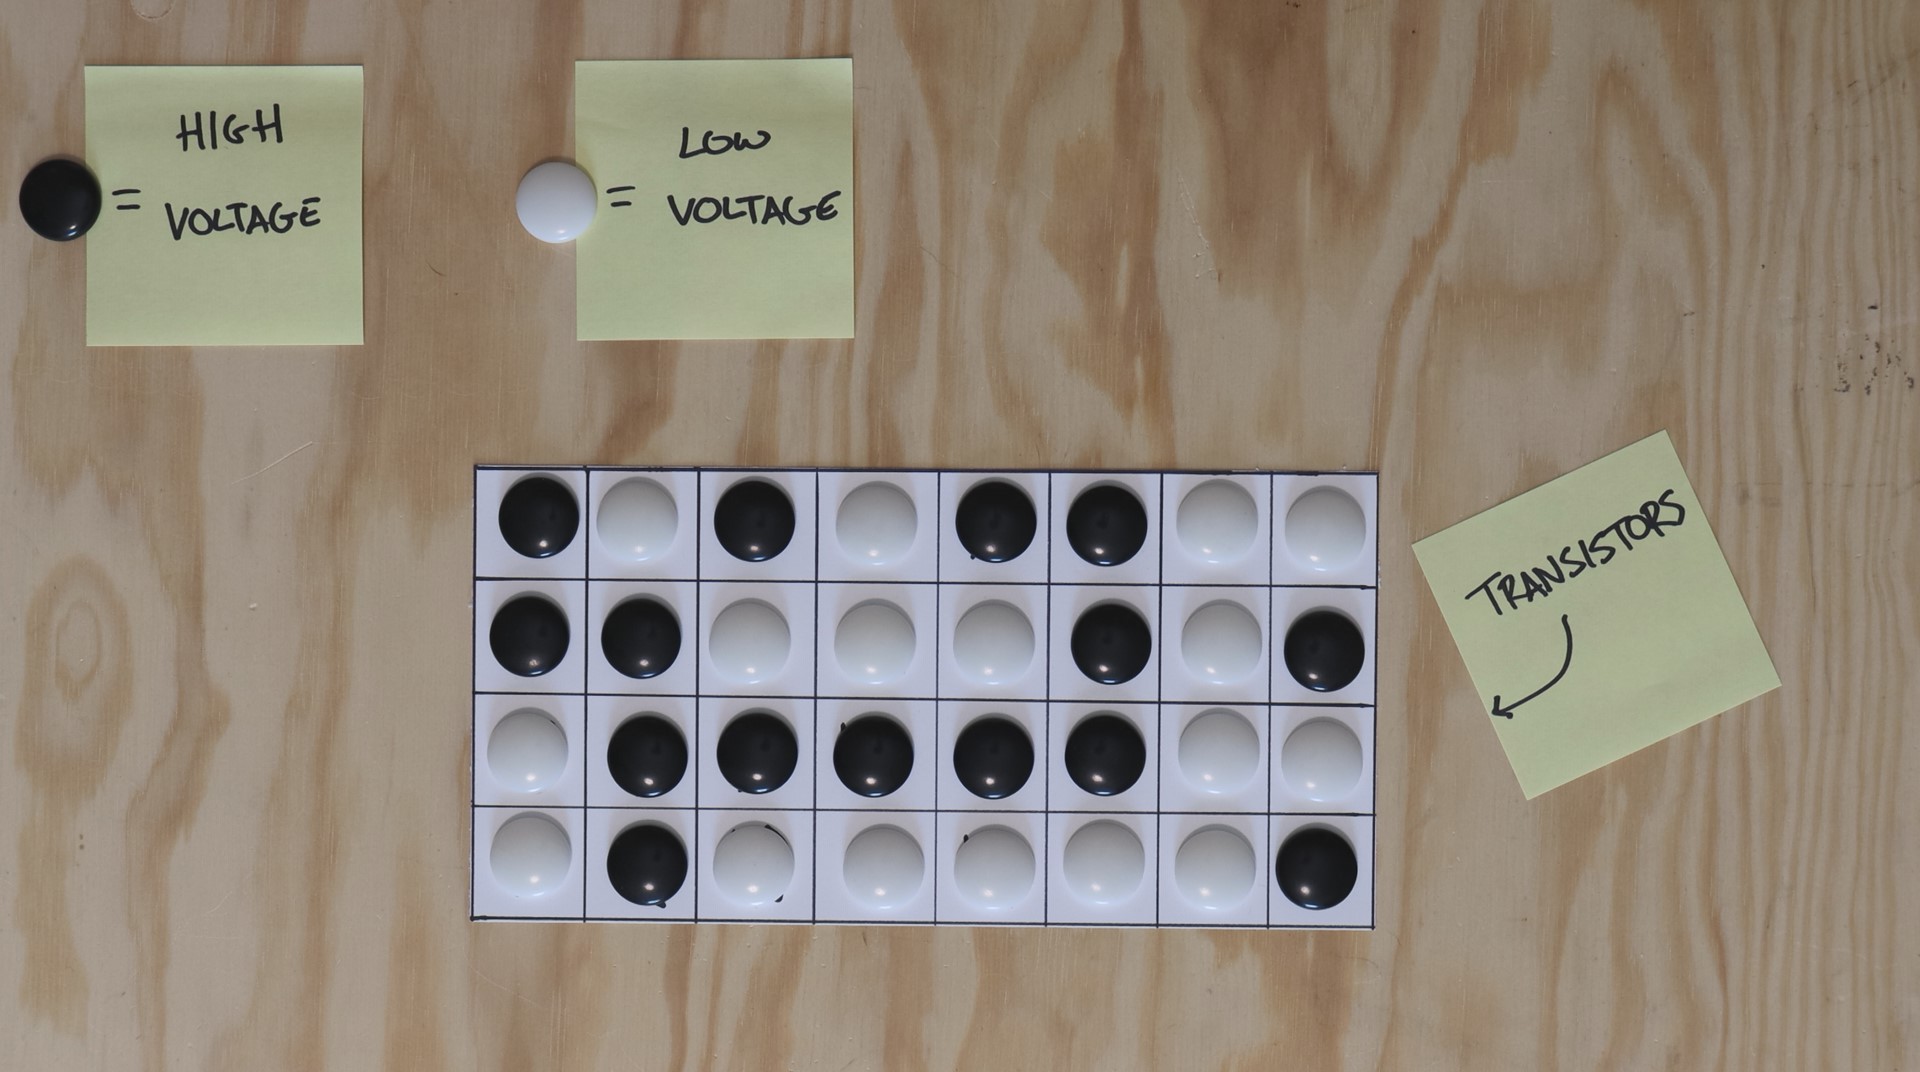 HIGH
= VOLTAGE
LOW
= VOLTAGE
TRANSISTORS